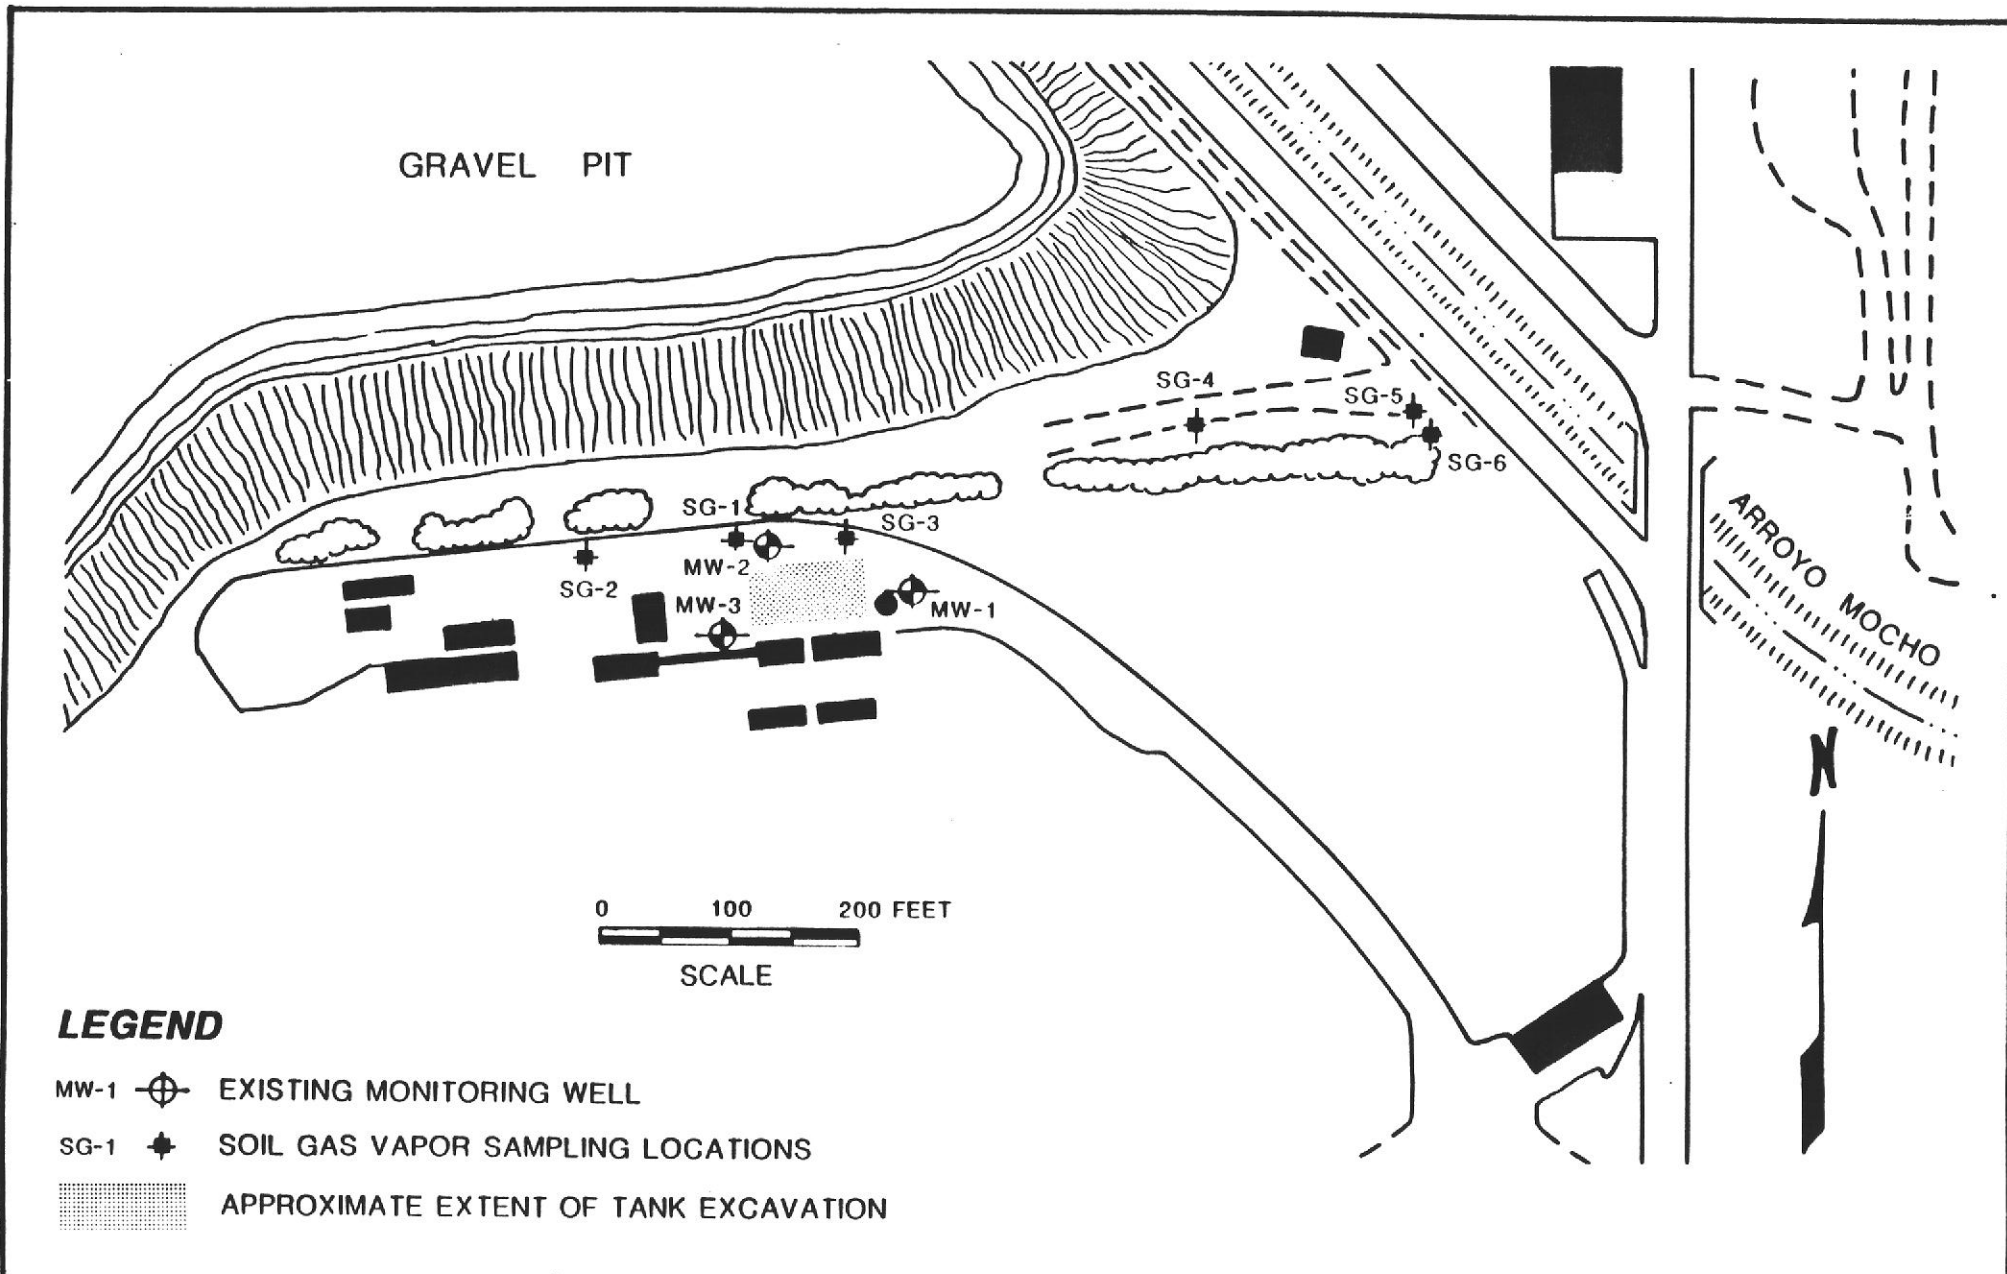 GRAVEL PIT
SG-4
SG-5
SG-6
SG-1
SG-3
MW-2
SG-2
MW-3
MW-1
ARROYO MOCHO
N
0 100 200 FEET
SCALE
LEGEND
MW-1 EXISTING MONITORING WELL
SG-1 SOIL GAS VAPOR SAMPLING LOCATIONS
APPROXIMATE EXTENT OF TANK EXCAVATION